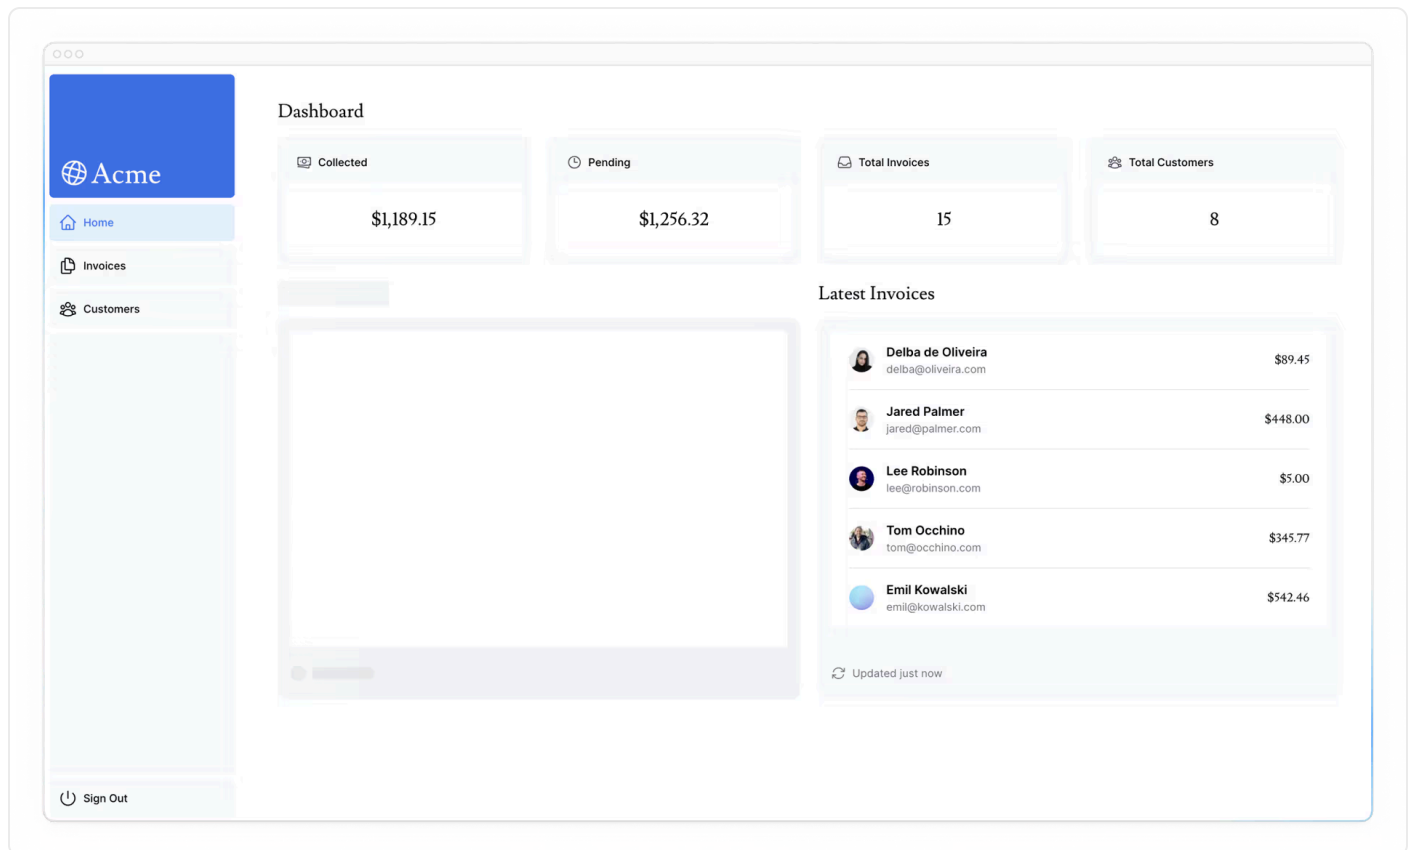 Acme
Home
Invoices
Customers
Sign Out
Dashboard
Collected
$1,189.15
Pending
$1,256.32
Total Invoices
15
Total Customers
8
Latest Invoices
Delba de Oliveira
delba@oliveira.com
$89.45
Jared Palmer
jared@palmer.com
$448.00
Lee Robinson
lee@robinson.com
$5.00
Tom Occhino
tom@occhino.com
$345.77
Emil Kowalski
emil@kowalski.com
$542.46
Updated just now